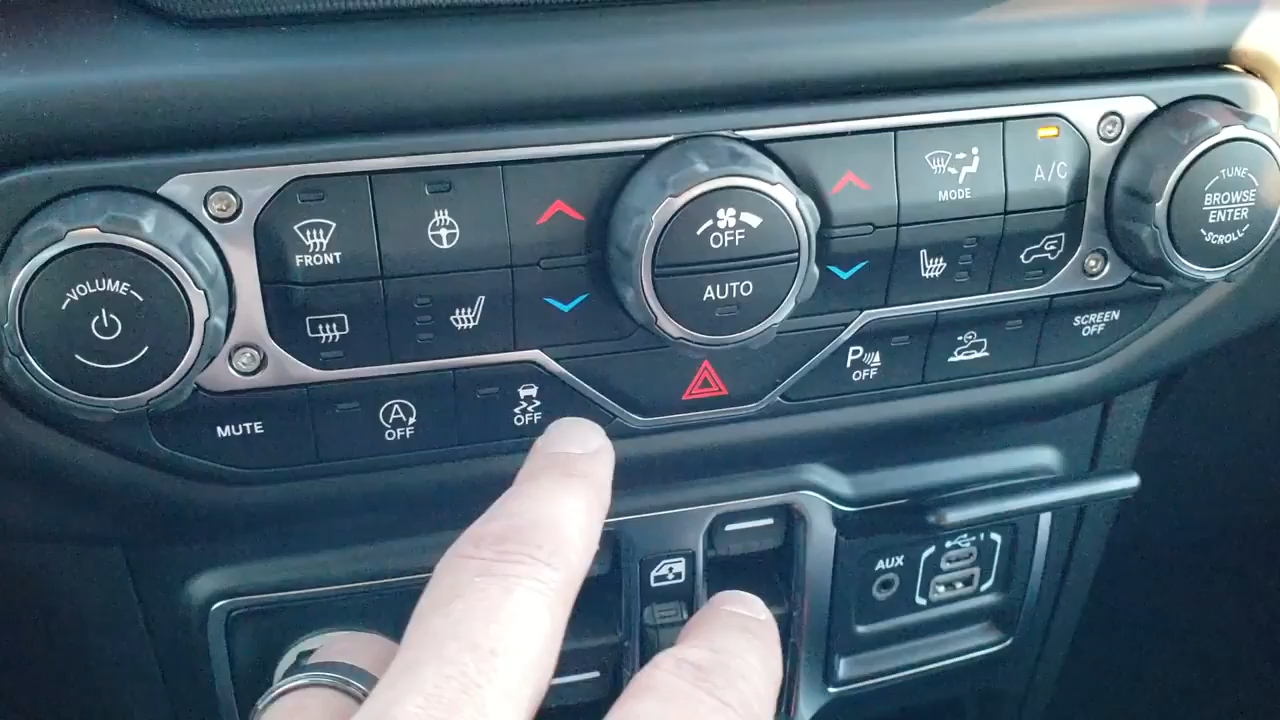 VOLUME
MUTE
FRONT
A
OFF
OFF
OFF
AUTO
MODE
A/C
P
OFF
SCREEN
OFF
TUNE
BROWSE
ENTER
SCROLL
AUX